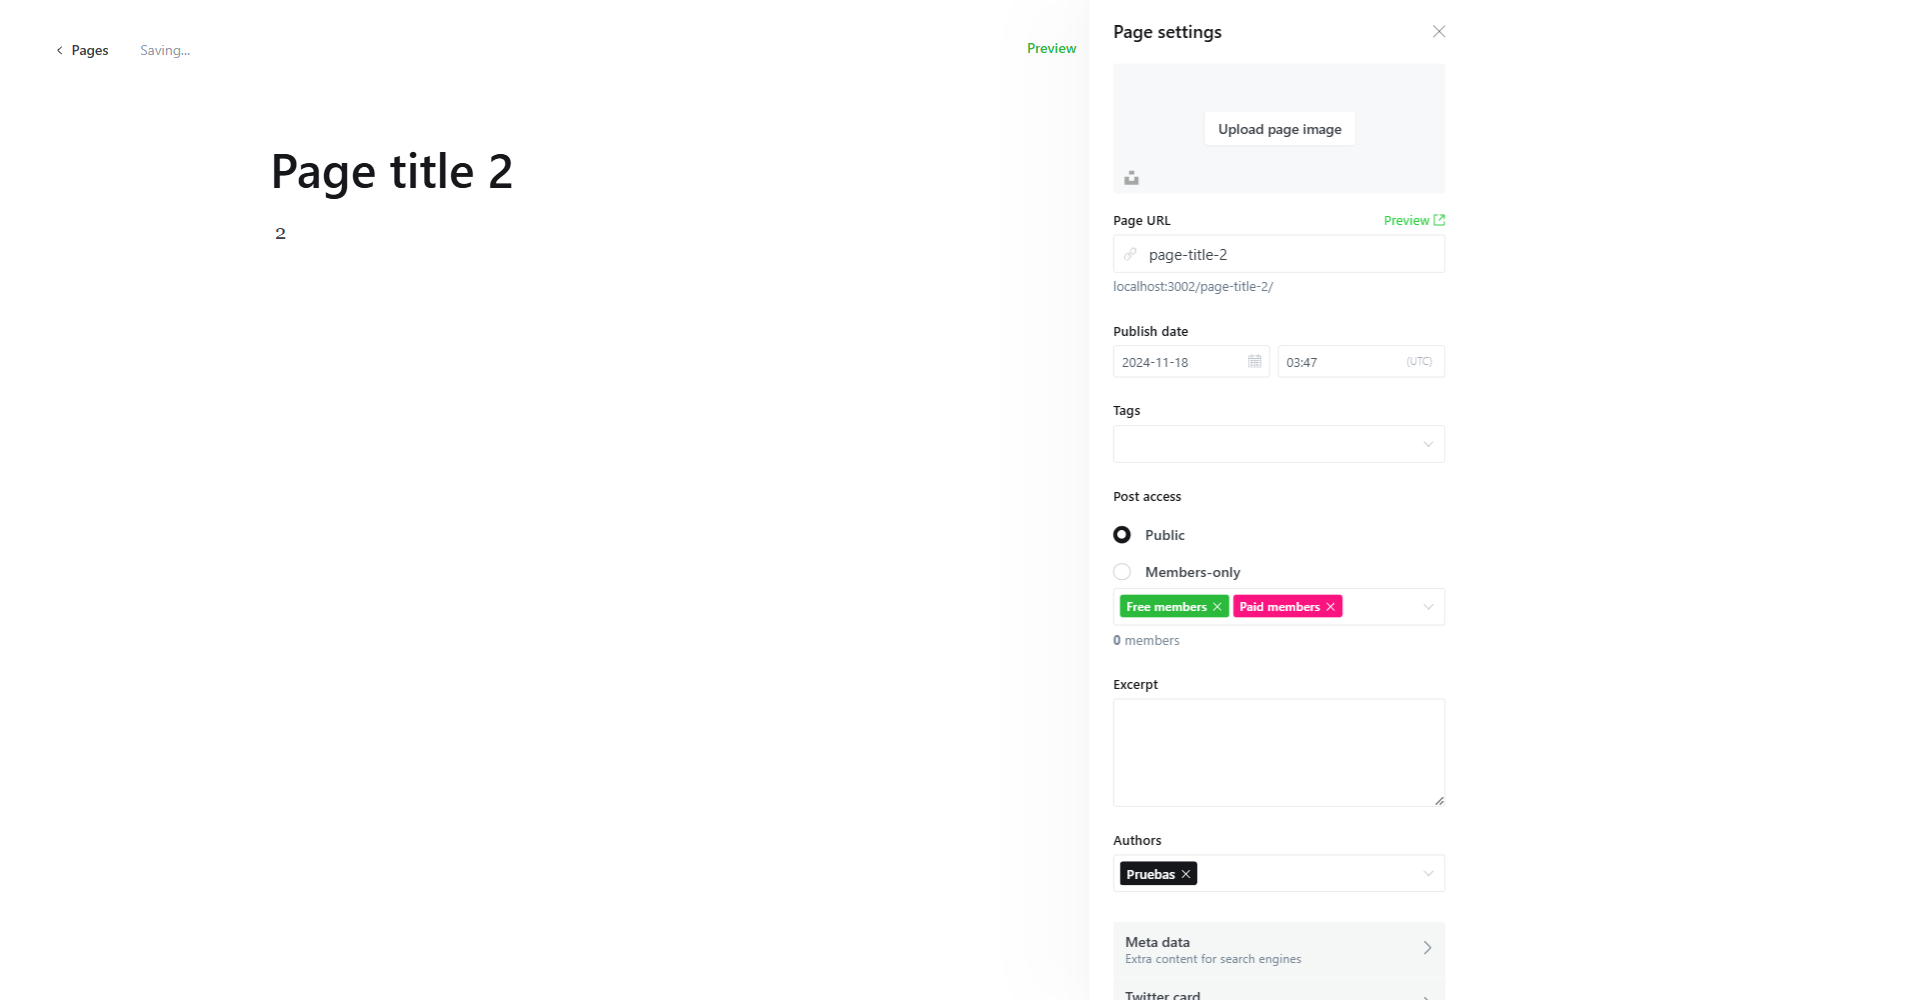 Pages
Saving...
Preview
Page title 2
2
Page settings
Upload page image
Page URL
Preview
page-title-2
localhost:3002/page-title-2/
Publish date
2024-11-18
03:47
(UTC)
Tags
Post access
Public
Members-only
Free members
Paid members
0 members
Excerpt
Authors
Pruebas
Meta data
Extra content for search engines
Twitter card